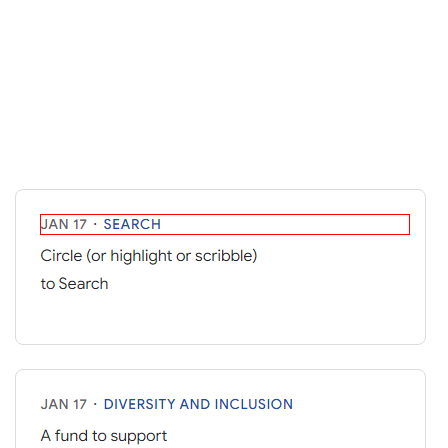 JAN 17 · SEARCH
Circle (or highlight or scribble)
to Search
JAN 17 · DIVERSITY AND INCLUSION
A fund to support